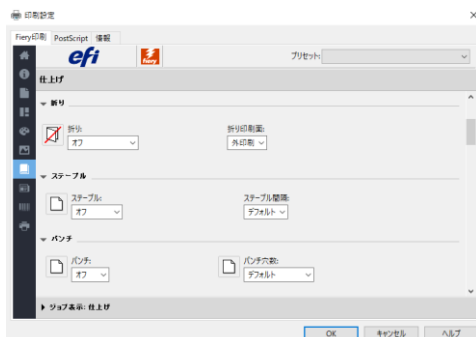 印刷設定
Fiery印刷 PostScript 情報
efi Fiery プリセット:
仕上げ
折り
折り: 折り印刷面:
オフ 外印刷
ステープル
ステープル: ステープル間隔:
オフ デフォルト
パンチ
パンチ: パンチ穴数:
オフ デフォルト
ジョブ表示: 仕上げ
OK キャンセル ヘルプ